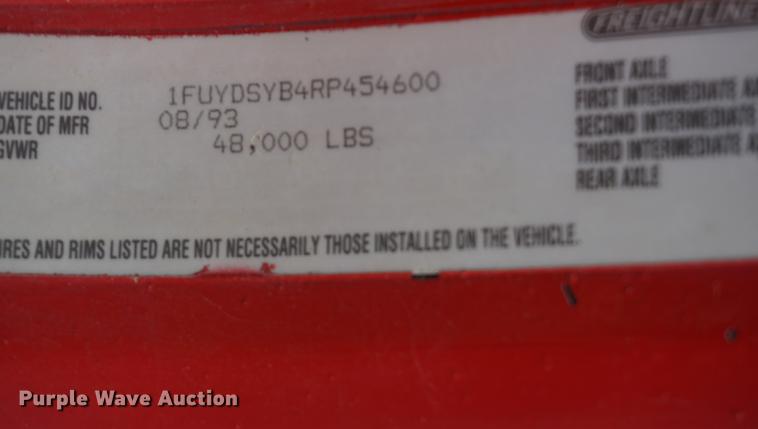 FREIGHTLINE
VEHICLE ID NO. 1FUYDSYB4RP454600
DATE OF MFR 08/93
GVWR 48,000 LBS
FRONT AXLE
FIRST INTERMEDIATE A
SECOND INTERMEDIATE
THIRD INTERMEDIATE A
REAR AXLE
IRES AND RIMS LISTED ARE NOT NECESSARILY THOSE INSTALLED ON THE VEHICLE.
Purple Wave Auction